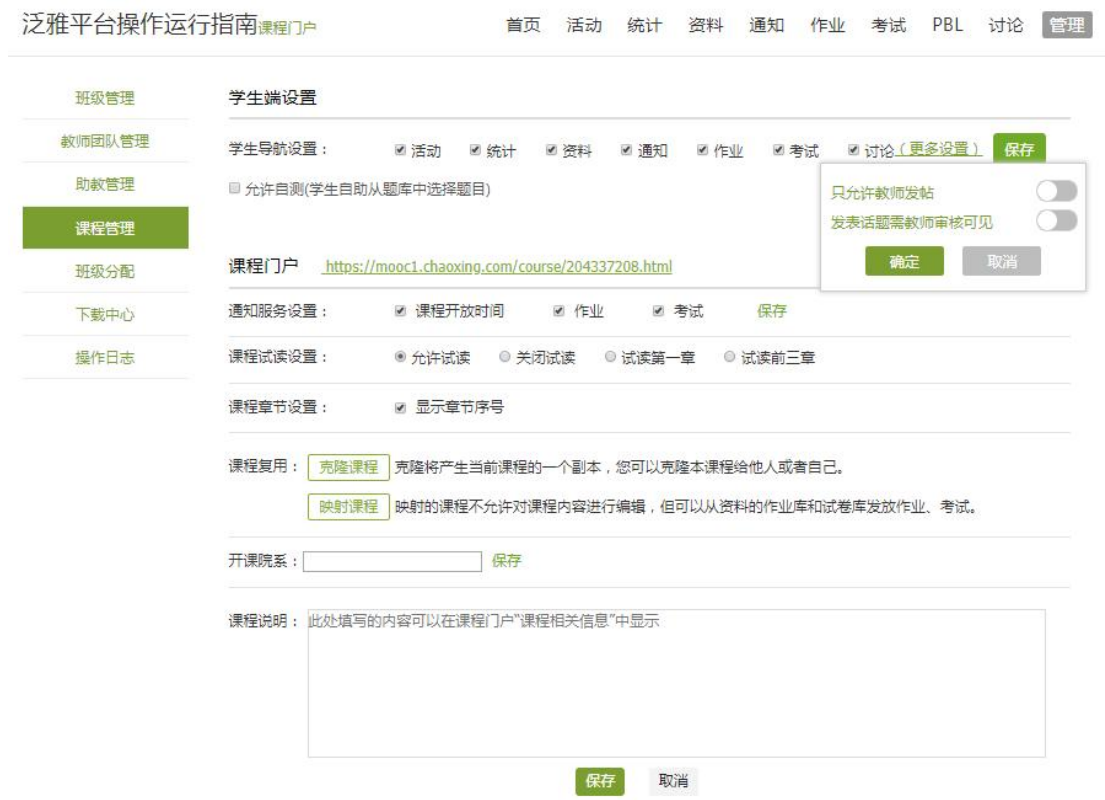 泛雅平台操作运行指南课程门户 首页 活动 统计 资料 通知 作业 考试 PBL 讨论 管理
班级管理
教师团队管理
助教管理
课程管理
班级分配
下载中心
操作日志
学生端设置
学生导航设置： 活动 统计 资料 通知 作业 考试 讨论（更多设置） 保存
允许自测(学生自助从题库中选择题目)
只允许教师发帖
发表话题需教师审核可见
确定 取消
课程门户 https://mooc1.chaoxing.com/course/204337208.html
通知服务设置： 课程开放时间 作业 考试 保存
课程试读设置： 允许试读 关闭试读 试读第一章 试读前三章
课程章节设置： 显示章节序号
课程复用： 克隆课程 克隆将产生当前课程的一个副本，您可以克隆本课程给他人或者自己。
映射课程 映射的课程不允许对课程内容进行编辑，但可以从资料的作业库和试卷库发放作业、考试。
开课院系： 保存
课程说明： 此处填写的内容可以在课程门户“课程相关信息”中显示
保存 取消